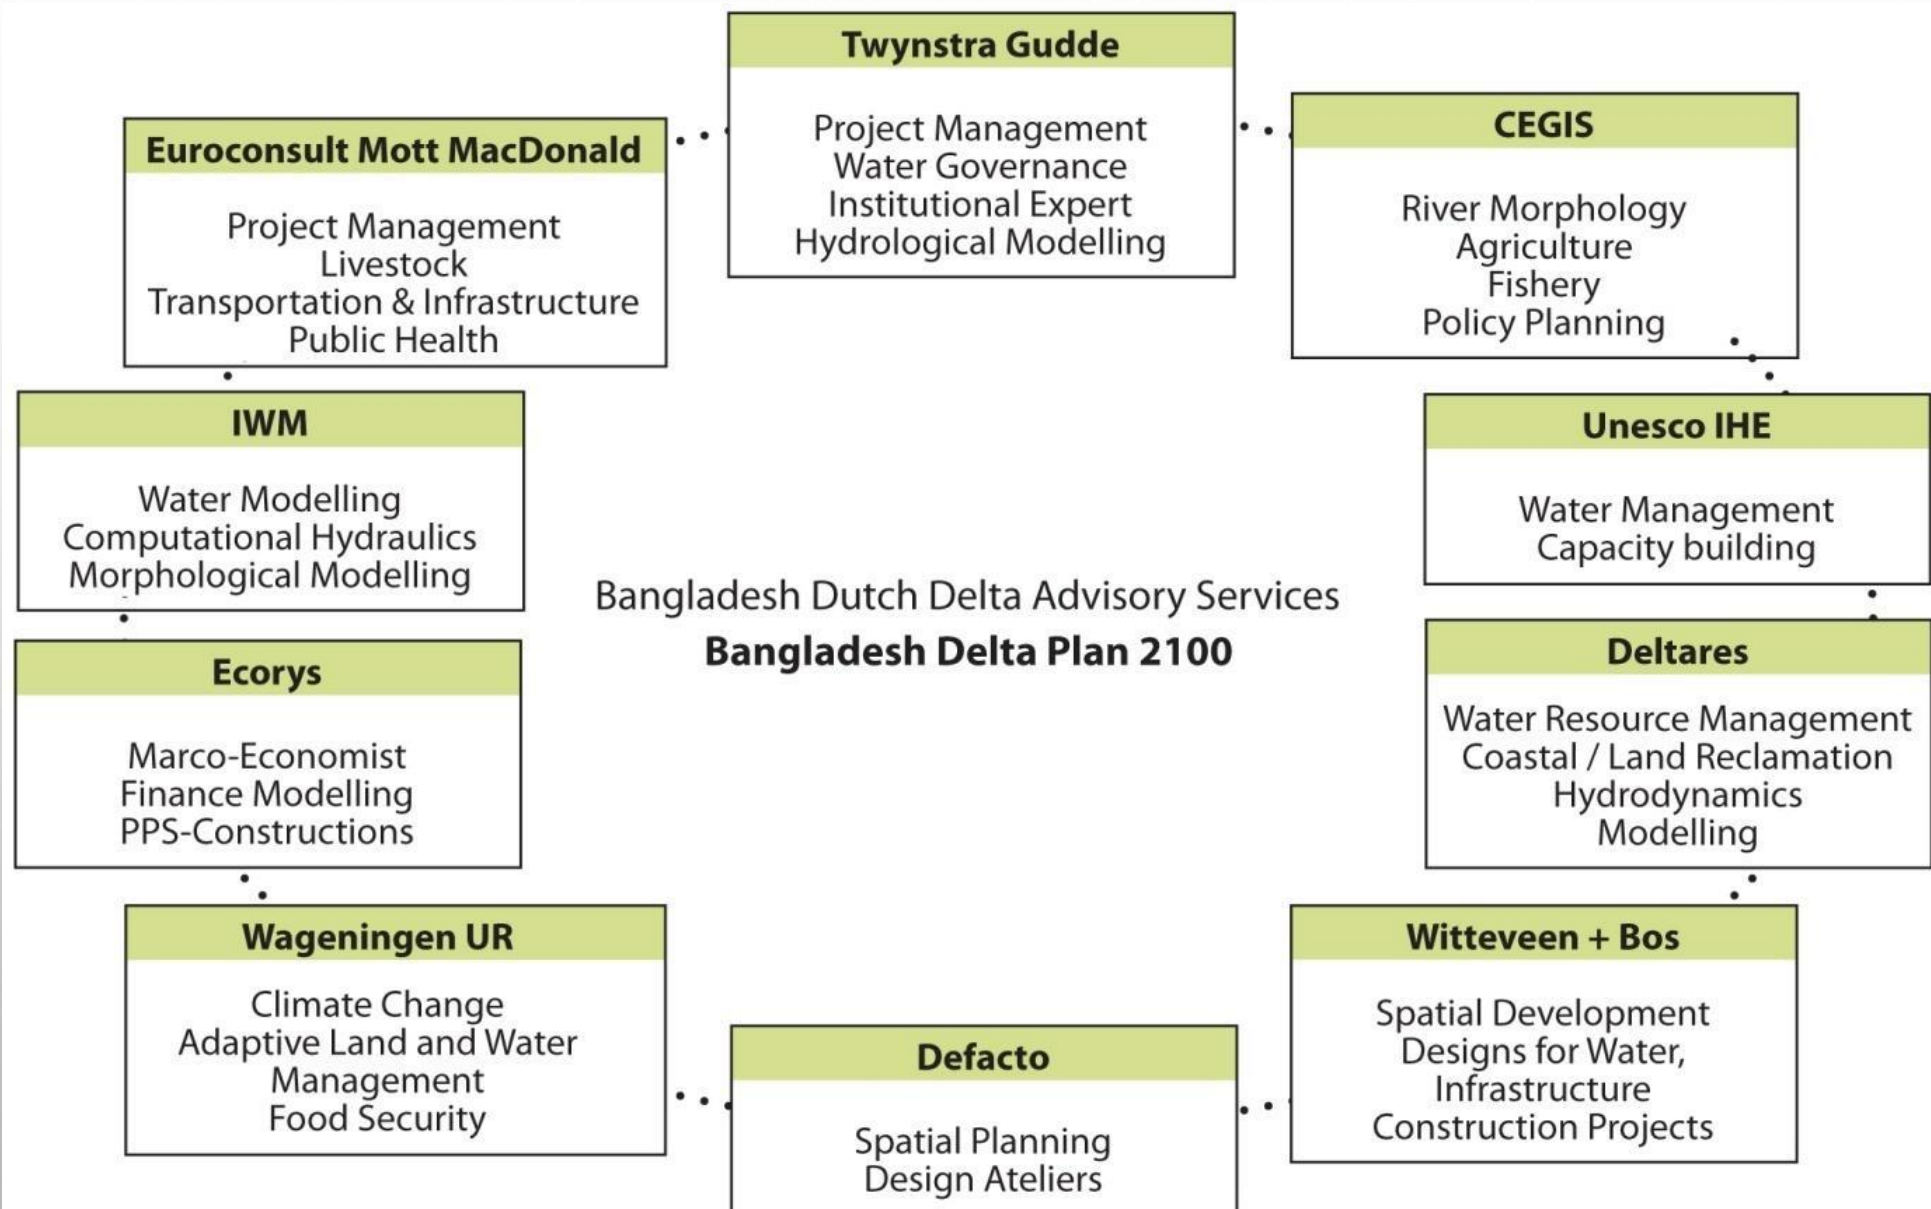 Twynstra Gudde
Project Management
Water Governance
Institutional Expert
Hydrological Modelling
CEGIS
River Morphology
Agriculture
Fishery
Policy Planning
Euroconsult Mott MacDonald
Project Management
Livestock
Transportation & Infrastructure
Public Health
IWM
Water Modelling
Computational Hydraulics
Morphological Modelling
Unesco IHE
Water Management
Capacity building
Bangladesh Dutch Delta Advisory Services
Bangladesh Delta Plan 2100
Ecorys
Marco-Economist
Finance Modelling
PPS-Constructions
Deltares
Water Resource Management
Coastal / Land Reclamation
Hydrodynamics
Modelling
Wageningen UR
Climate Change
Adaptive Land and Water
Management
Food Security
Defacto
Spatial Planning
Design Ateliers
Witteveen + Bos
Spatial Development
Designs for Water,
Infrastructure
Construction Projects